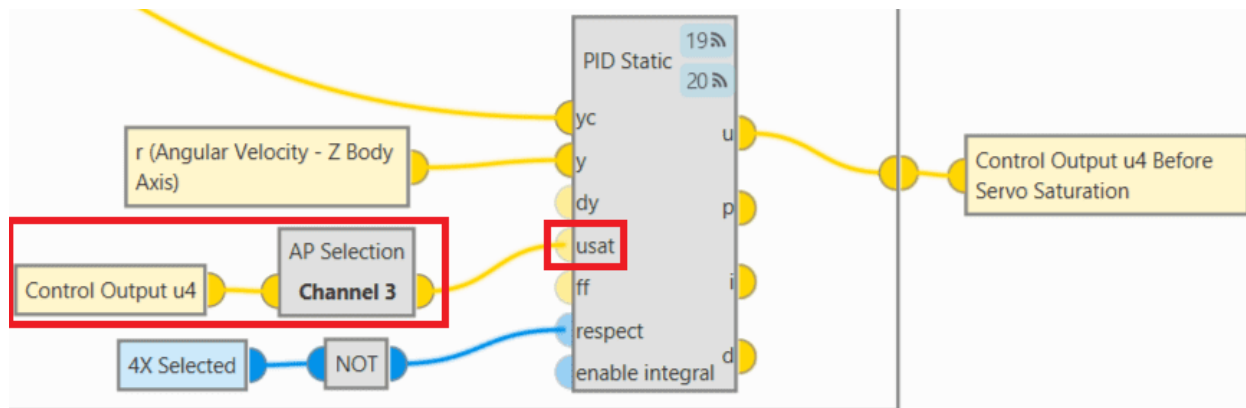 19
PID Static
20
yc
u
r (Angular Velocity - Z Body
Axis)
y
Control Output u4 Before
Servo Saturation
dy
p
AP Selection
usat
Control Output u4
Channel 3
ff
i
respect
4X Selected
NOT
d
enable integral